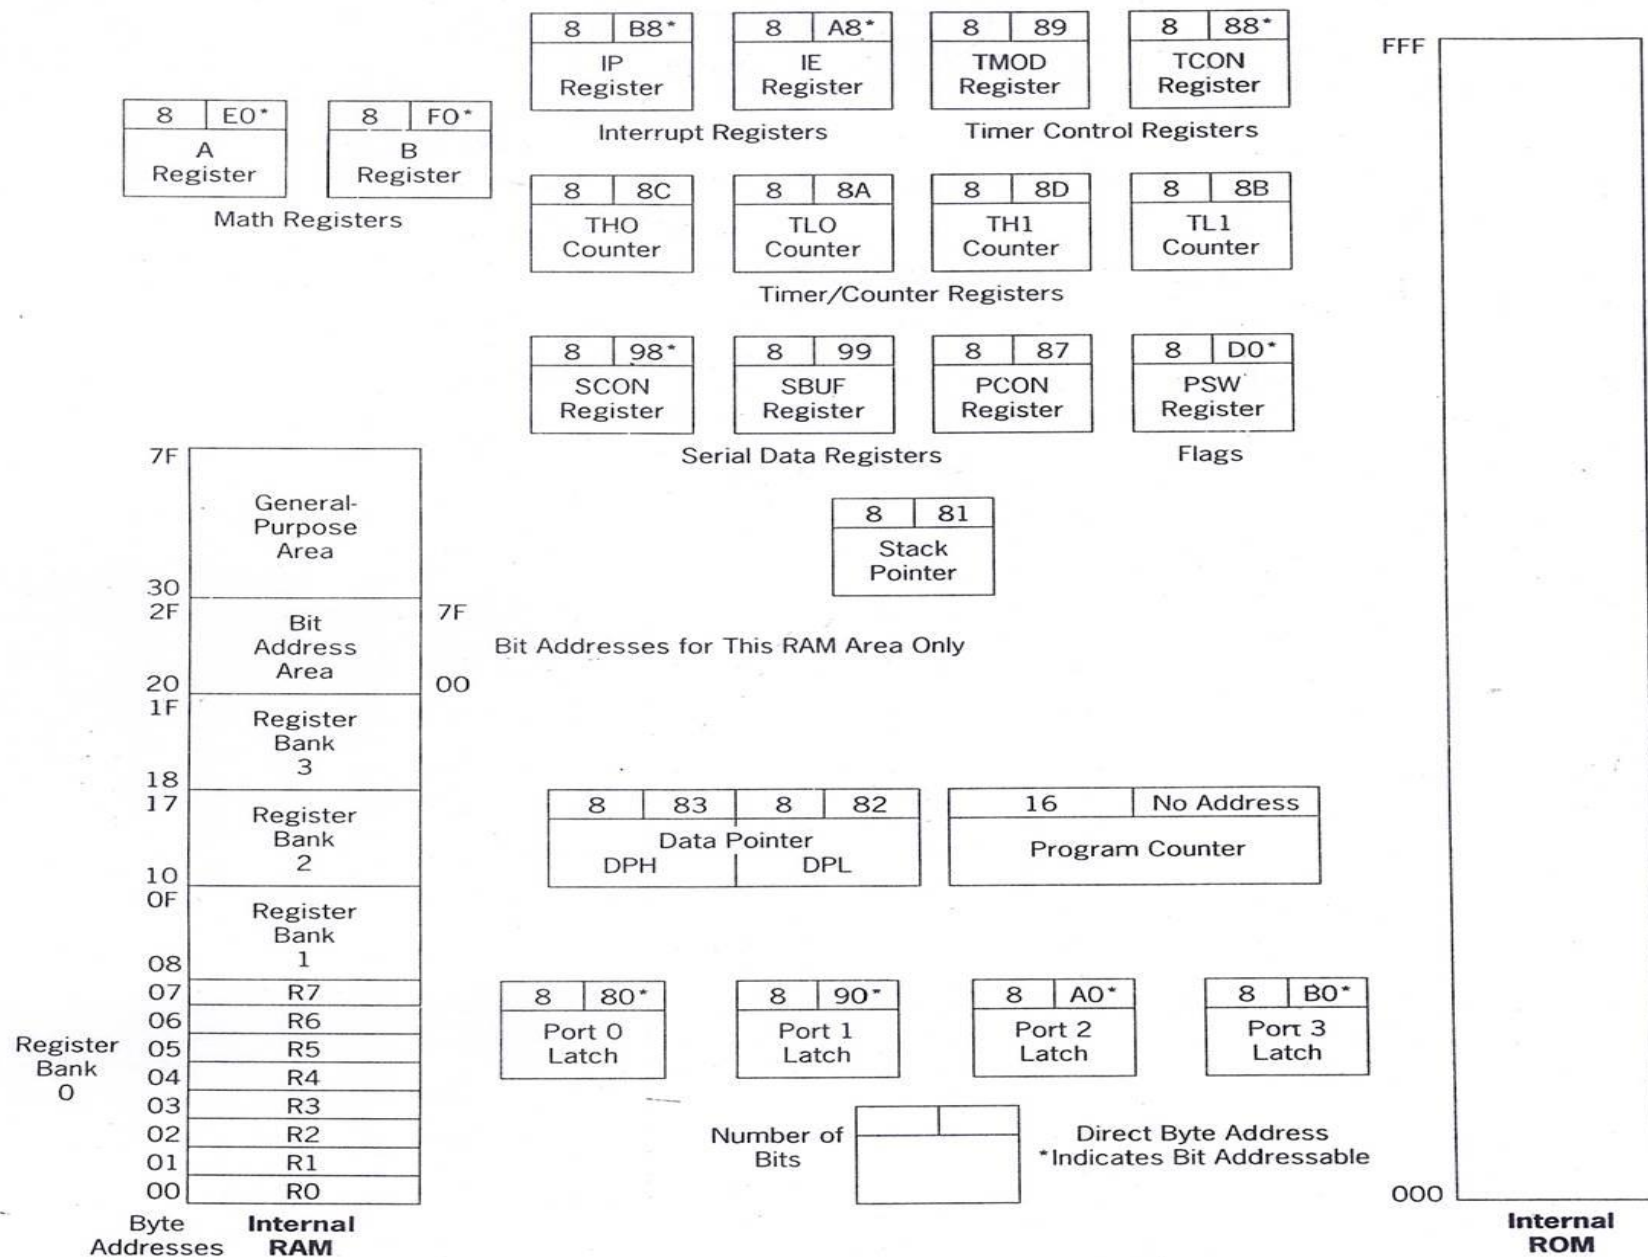 8 B8*
IP
Register
8 A8*
IE
Register
Interrupt Registers
8 89
TMOD
Register
8 88*
TCON
Register
Timer Control Registers
8 E0*
A
Register
8 F0*
B
Register
Math Registers
8 8C
TH0
Counter
8 8A
TL0
Counter
8 8D
TH1
Counter
8 8B
TL1
Counter
Timer/Counter Registers
8 98*
SCON
Register
8 99
SBUF
Register
8 87
PCON
Register
Serial Data Registers
8 D0*
PSW
Register
Flags
8 81
Stack
Pointer
7F
General-
Purpose
Area
30
2F
Bit
Address
Area
20
7F
Bit Addresses for This RAM Area Only
00
1F
Register
Bank
3
18
17
Register
Bank
2
10
0F
Register
Bank
1
08
07 R7
06 R6
05 R5
04 R4
03 R3
02 R2
01 R1
00 R0
Register
Bank
0
Byte
Addresses
Internal
RAM
8 83 8 82
Data Pointer
DPH DPL
16 No Address
Program Counter
8 80*
Port 0
Latch
8 90*
Port 1
Latch
8 A0*
Port 2
Latch
8 B0*
Port 3
Latch
Number of
Bits
Direct Byte Address
*Indicates Bit Addressable
FFF
000
Internal
ROM